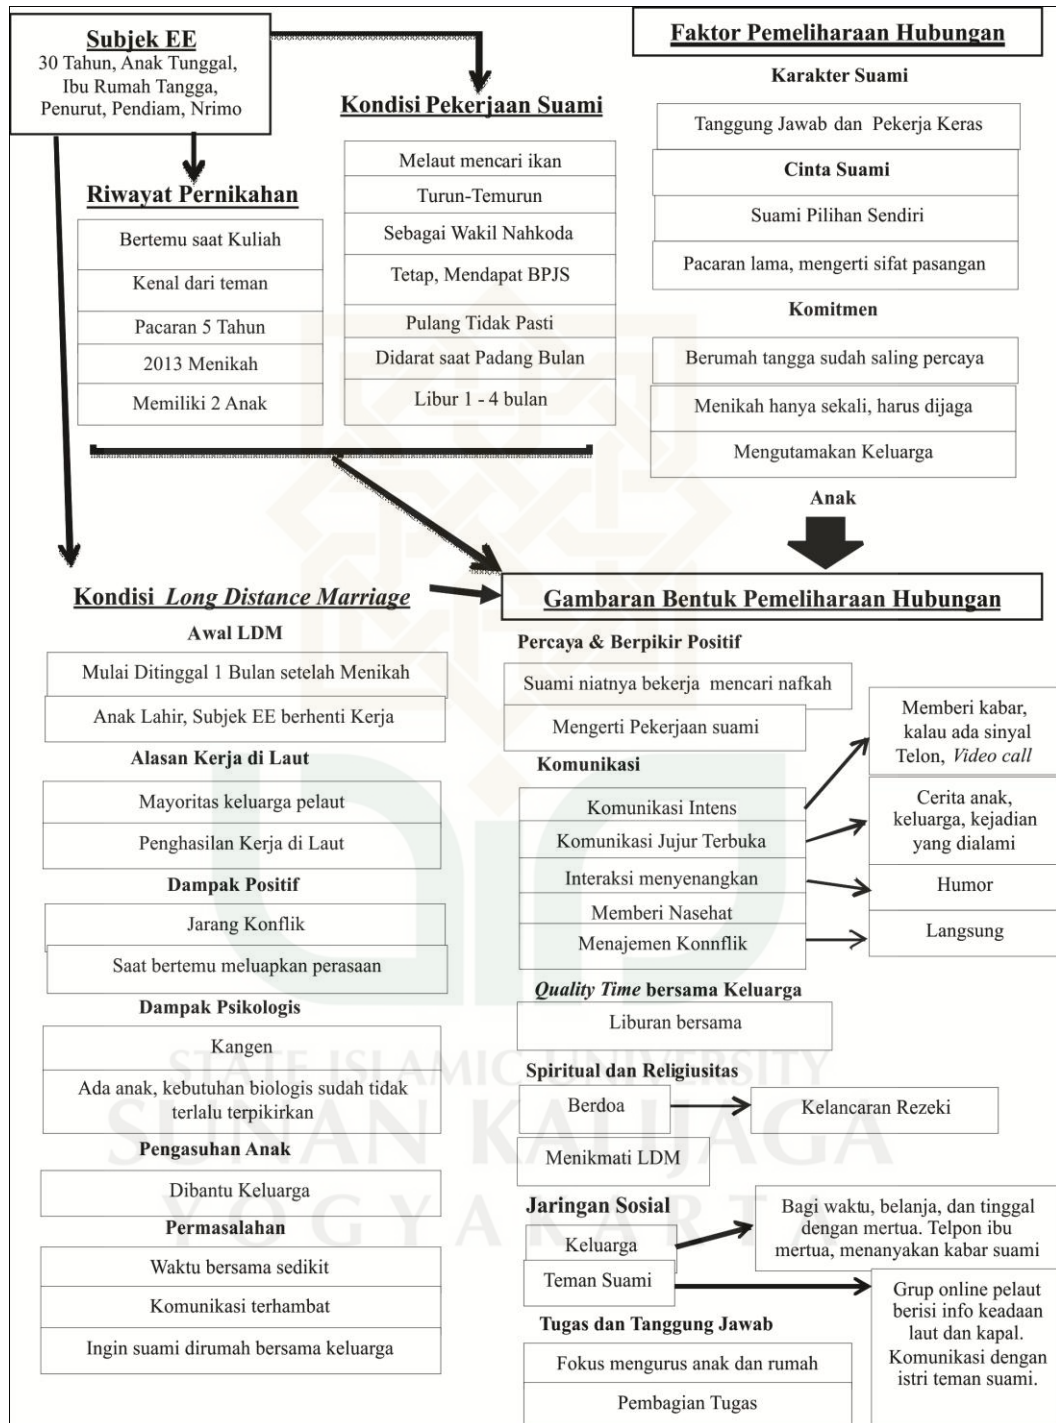 Subjek EE
30 Tahun, Anak Tunggal,
Ibu Rumah Tangga,
Penurut, Pendiam, Nrimo
Riwayat Pernikahan
Bertemu saat Kuliah
Kenal dari teman
Pacaran 5 Tahun
2013 Menikah
Memiliki 2 Anak
Kondisi Pekerjaan Suami
Melaut mencari ikan
Turun-Temurun
Sebagai Wakil Nahkoda
Tetap, Mendapat BPJS
Pulang Tidak Pasti
Didarat saat Padang Bulan
Libur 1 - 4 bulan
Faktor Pemeliharaan Hubungan
Karakter Suami
Tanggung Jawab dan Pekerja Keras
Cinta Suami
Suami Pilihan Sendiri
Pacaran lama, mengerti sifat pasangan
Komitmen
Berumah tangga sudah saling percaya
Menikah hanya sekali, harus dijaga
Mengutamakan Keluarga
Anak
Kondisi Long Distance Marriage
Awal LDM
Mulai Ditinggal 1 Bulan setelah Menikah
Anak Lahir, Subjek EE berhenti Kerja
Alasan Kerja di Laut
Mayoritas keluarga pelaut
Penghasilan Kerja di Laut
Dampak Positif
Jarang Konflik
Saat bertemu meluapkan perasaan
Dampak Psikologis
Kangen
Ada anak, kebutuhan biologis sudah tidak
terlalu terpikirkan
Pengasuhan Anak
Dibantu Keluarga
Permasalahan
Waktu bersama sedikit
Komunikasi terhambat
Ingin suami dirumah bersama keluarga
Gambaran Bentuk Pemeliharaan Hubungan
Percaya & Berpikir Positif
Suami niatnya bekerja mencari nafkah
Mengerti Pekerjaan suami
Komunikasi
Komunikasi Intens
Komunikasi Jujur Terbuka
Interaksi menyenangkan
Memberi Nasehat
Menajemen Konnflik
Memberi kabar,
kalau ada sinyal
Telon, Video call
Cerita anak,
keluarga, kejadian
yang dialami
Humor
Langsung
Quality Time bersama Keluarga
Liburan bersama
Spiritual dan Religiusitas
Berdoa
Kelancaran Rezeki
Menikmati LDM
Jaringan Sosial
Keluarga
Bagi waktu, belanja, dan tinggal
dengan mertua. Telpon ibu
mertua, menanyakan kabar suami
Teman Suami
Grup online pelaut
berisi info keadaan
laut dan kapal.
Komunikasi dengan
istri teman suami.
Tugas dan Tanggung Jawab
Fokus mengurus anak dan rumah
Pembagian Tugas
STATE ISLAMIC UNIVERSITY
SUNAN KALIJAGA
YOGYAKARTA